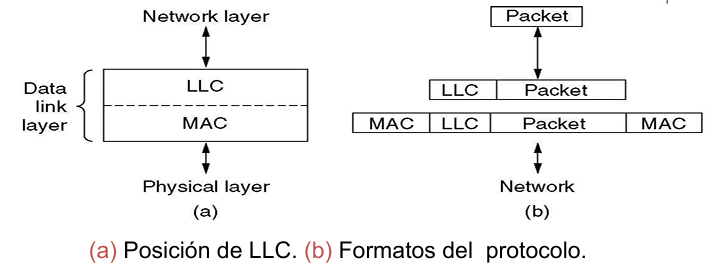 Network layer
Data
link
layer
LLC
MAC
Physical layer
(a)
Packet
LLC Packet
MAC LLC Packet MAC
Network
(b)
(a) Posición de LLC. (b) Formatos del protocolo.